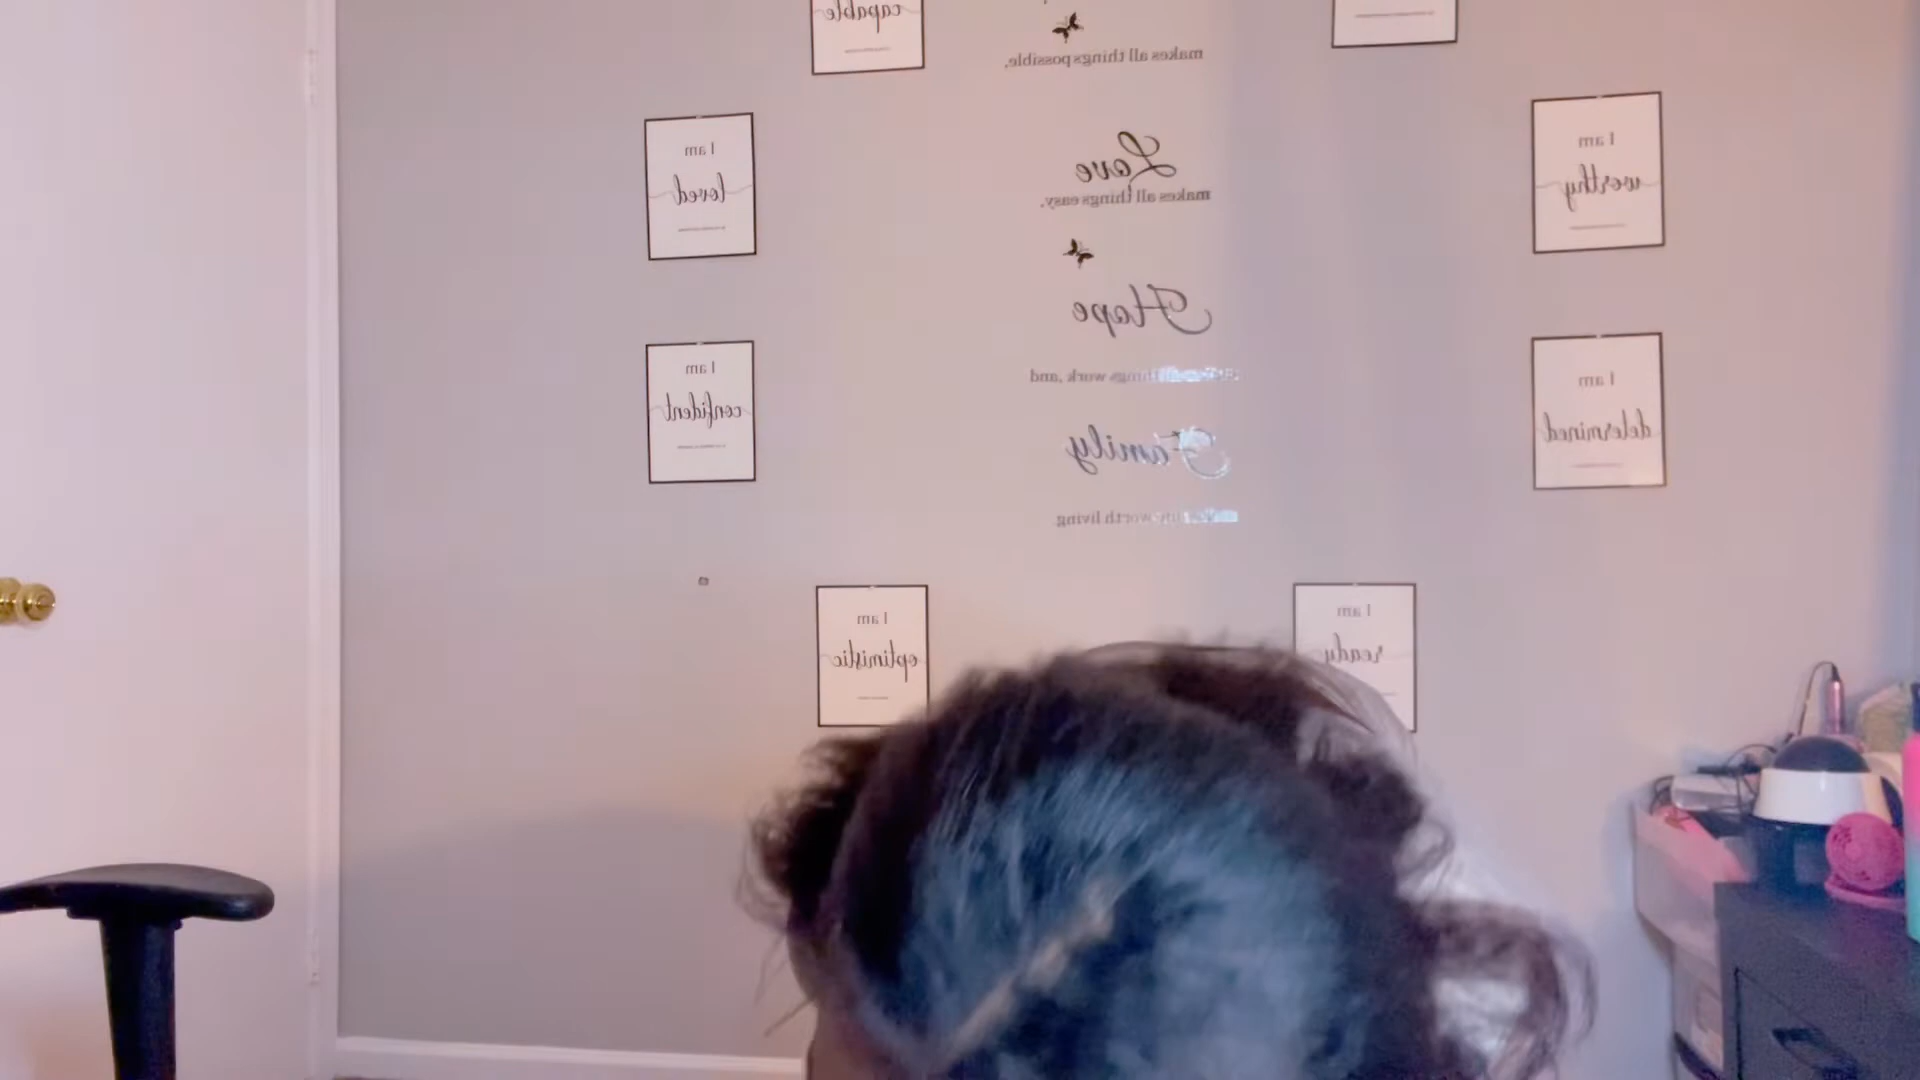 capable
makes all things possible,
I am
loved
Love
makes all things easy,
I am
worthy
I am
confident
Hope
things work, and
I am
determined
Family
worth living
I am
optimistic
I am
ready